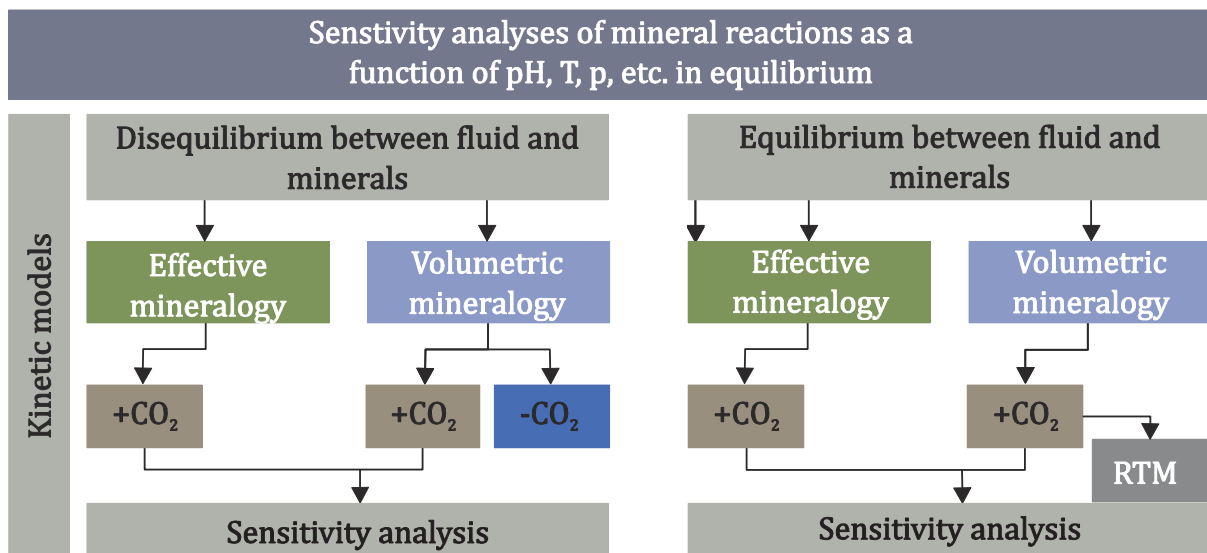 Senstivity analyses of mineral reactions as a
function of pH, T, p, etc. in equilibrium
Kinetic models
Disequilibrium between fluid and
minerals
Effective
mineralogy
Volumetric
mineralogy
+CO₂
+CO₂
-CO₂
Sensitivity analysis
Equilibrium between fluid and
minerals
Effective
mineralogy
Volumetric
mineralogy
+CO₂
+CO₂
RTM
Sensitivity analysis